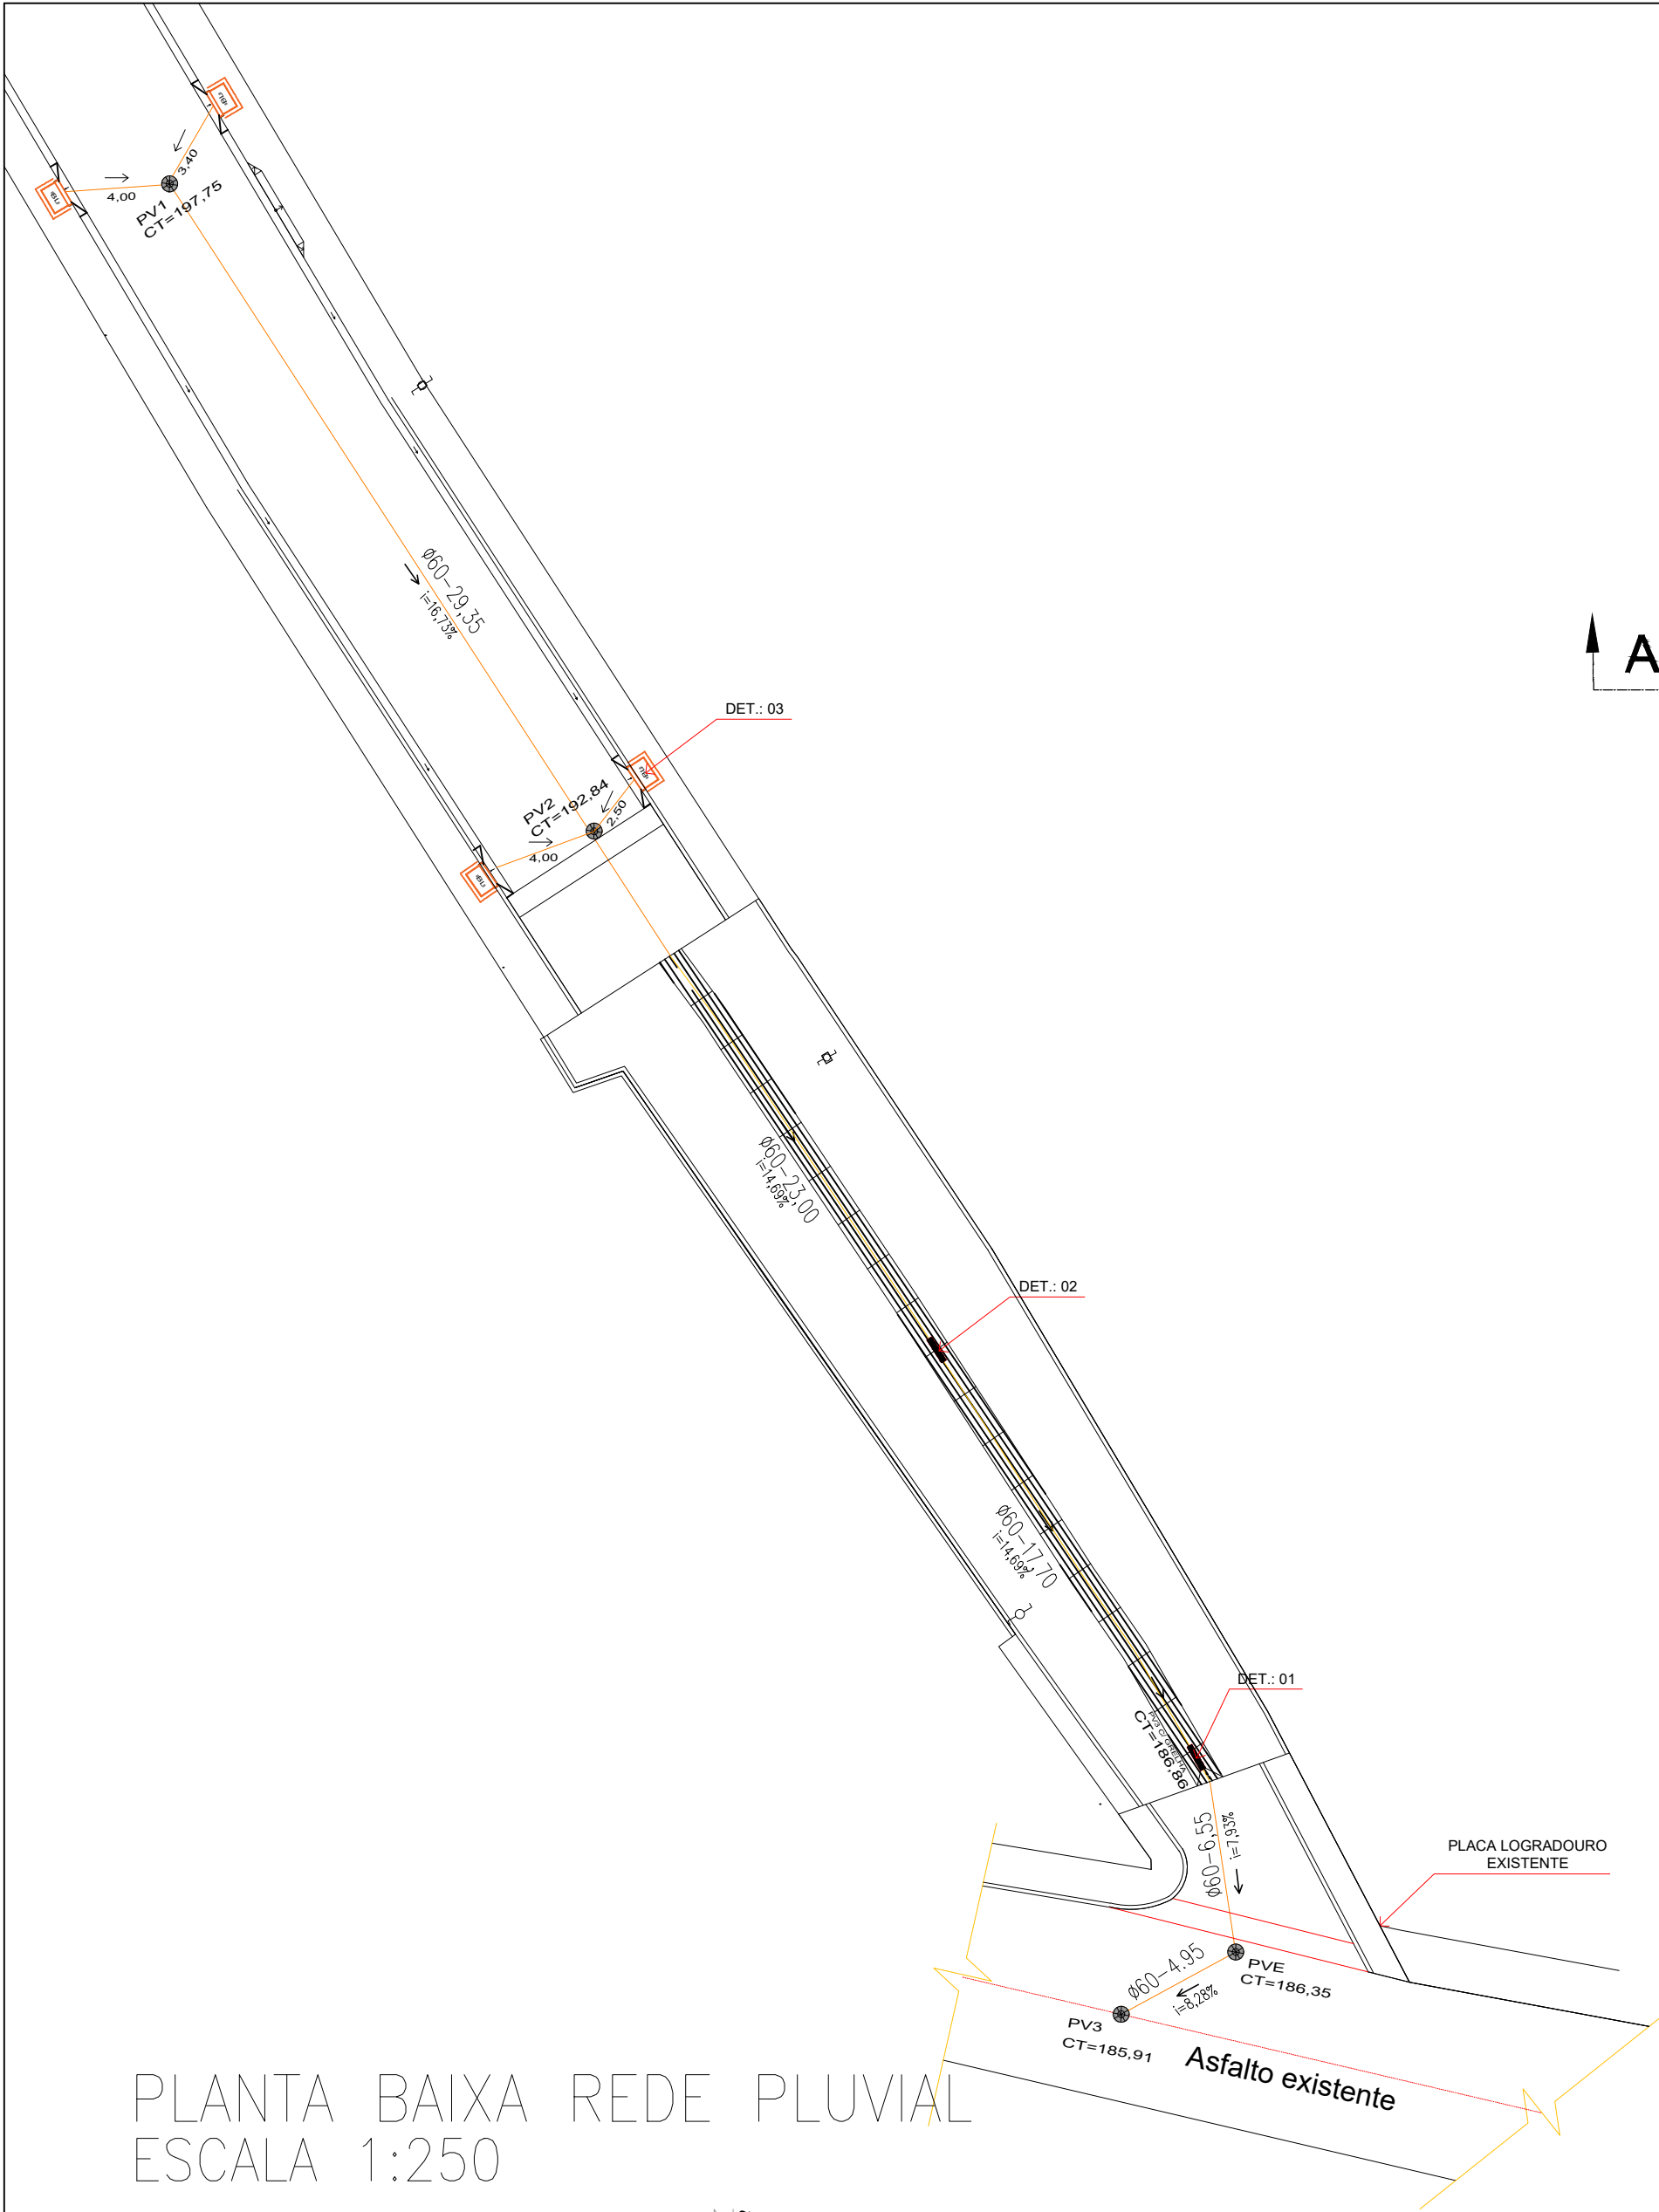 3,40
4,00
PV1
CT=197,75
Ø60-29,35
i=16,73%
A
DET.: 03
PV2
CT=192,84
2,50
4,00
Ø60-23,00
i=14,69%
DET.: 02
Ø60-17,70
i=14,69%
DET.: 01
PV3 C/ GRELHA
CT=186,86
Ø60-6,55
i=7,93%
PLACA LOGRADOURO
EXISTENTE
Ø60-4.95
i=8,28%
PVE
CT=186,35
PV3
CT=185,91
Asfalto existente
PLANTA BAIXA REDE PLUVIAL
ESCALA 1:250